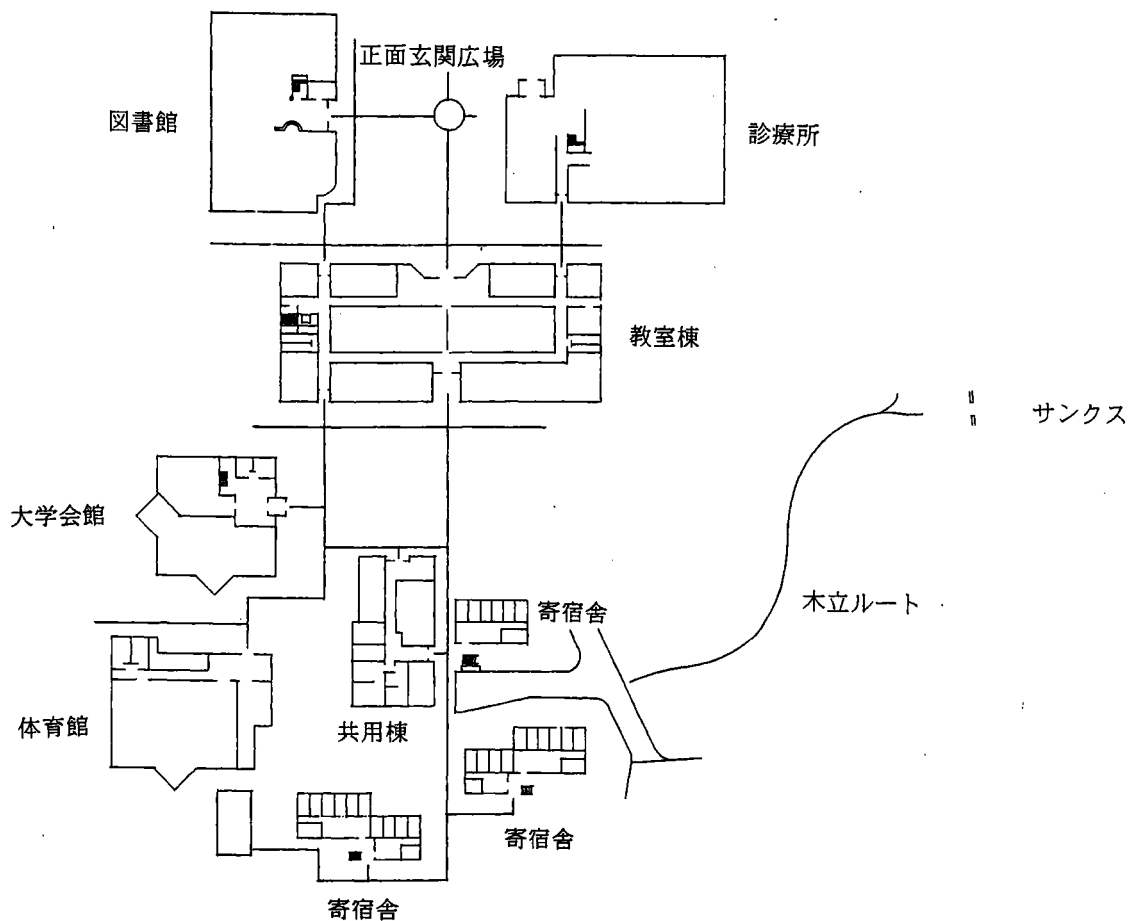 正面玄関広場
図書館
診療所
教室棟
サンクス
大学会館
寄宿舎
木立ルート
体育館
共用棟
寄宿舎
寄宿舎